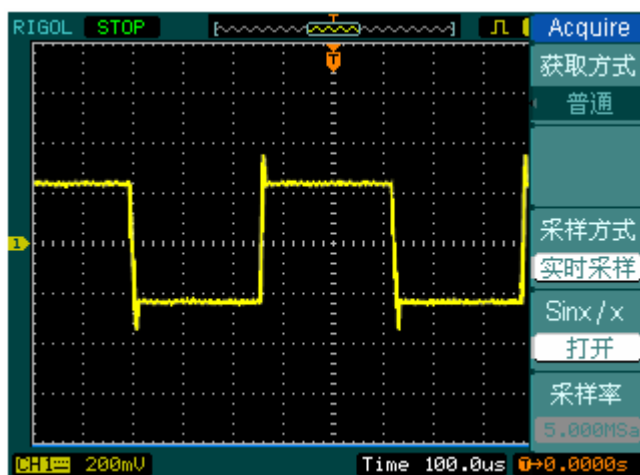 RIGOL STOP
T
Acquire
获取方式
普通
T
采样方式
1
实时采样
Sinx/x
打开
采样率
5.000MSa
CH1 200mV Time 100.0us T→0.0000s